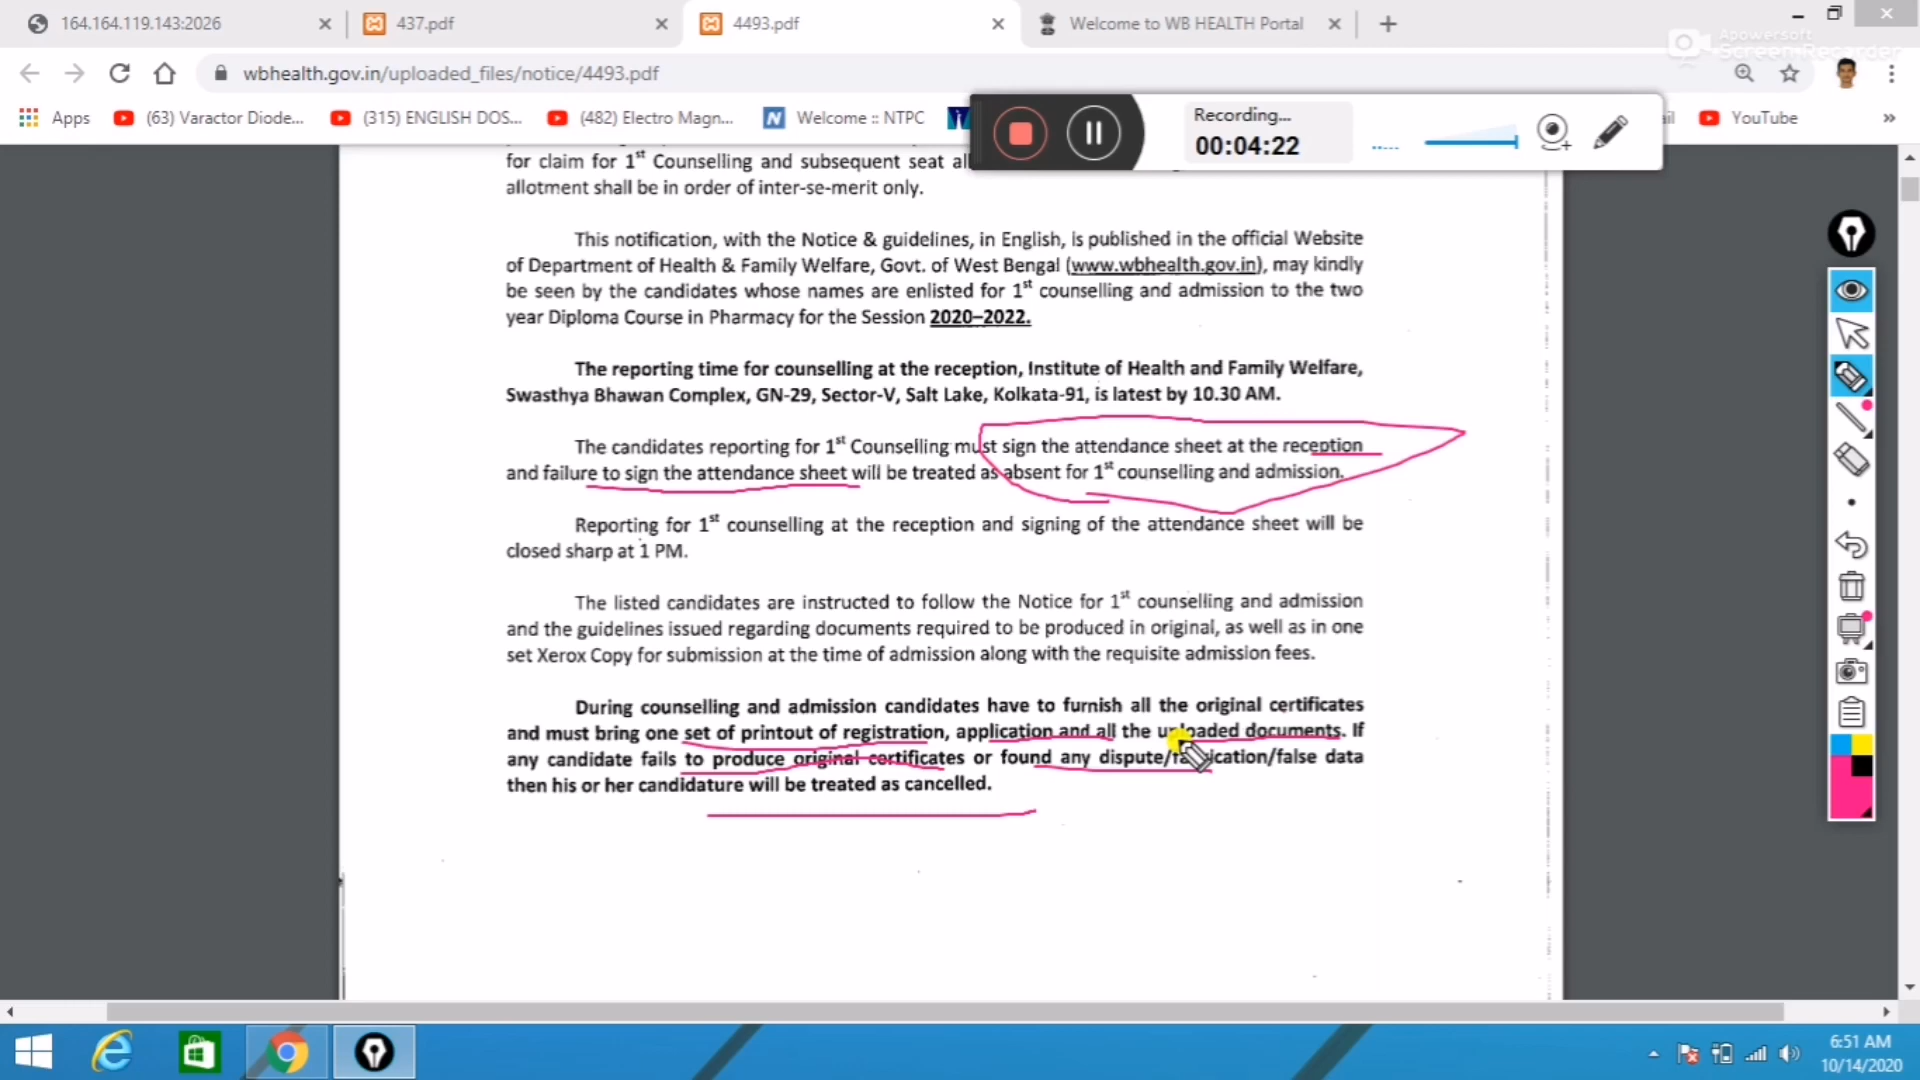 164.164.119.143:2026
437.pdf
4493.pdf
Welcome to WB HEALTH Portal
Apowersoft
Screen Recorder
wbhealth.gov.in/uploaded_files/notice/4493.pdf
Apps
(63) Varactor Diode...
(315) ENGLISH DOS...
(482) Electro Magn...
Welcome :: NTPC
YouTube
»
Recording...
00:04:22
for claim for 1st Counselling and subsequent seat
allotment shall be in order of inter-se-merit only.
This notification, with the Notice & guidelines, in English, is published in the official Website
of Department of Health & Family Welfare, Govt. of West Bengal (www.wbhealth.gov.in), may kindly
be seen by the candidates whose names are enlisted for 1st counselling and admission to the two
year Diploma Course in Pharmacy for the Session 2020–2022.
The reporting time for counselling at the reception, Institute of Health and Family Welfare,
Swasthya Bhawan Complex, GN-29, Sector-V, Salt Lake, Kolkata-91, is latest by 10.30 AM.
The candidates reporting for 1st Counselling must sign the attendance sheet at the reception
and failure to sign the attendance sheet will be treated as absent for 1st counselling and admission.
Reporting for 1st counselling at the reception and signing of the attendance sheet will be
closed sharp at 1 PM.
The listed candidates are instructed to follow the Notice for 1st counselling and admission
and the guidelines issued regarding documents required to be produced in original, as well as in one
set Xerox Copy for submission at the time of admission along with the requisite admission fees.
During counselling and admission candidates have to furnish all the original certificates
and must bring one set of printout of registration, application and all the uploaded documents. If
any candidate fails to produce original certificates or found any dispute/fabrication/false data
then his or her candidature will be treated as cancelled.
6:51 AM
10/14/2020